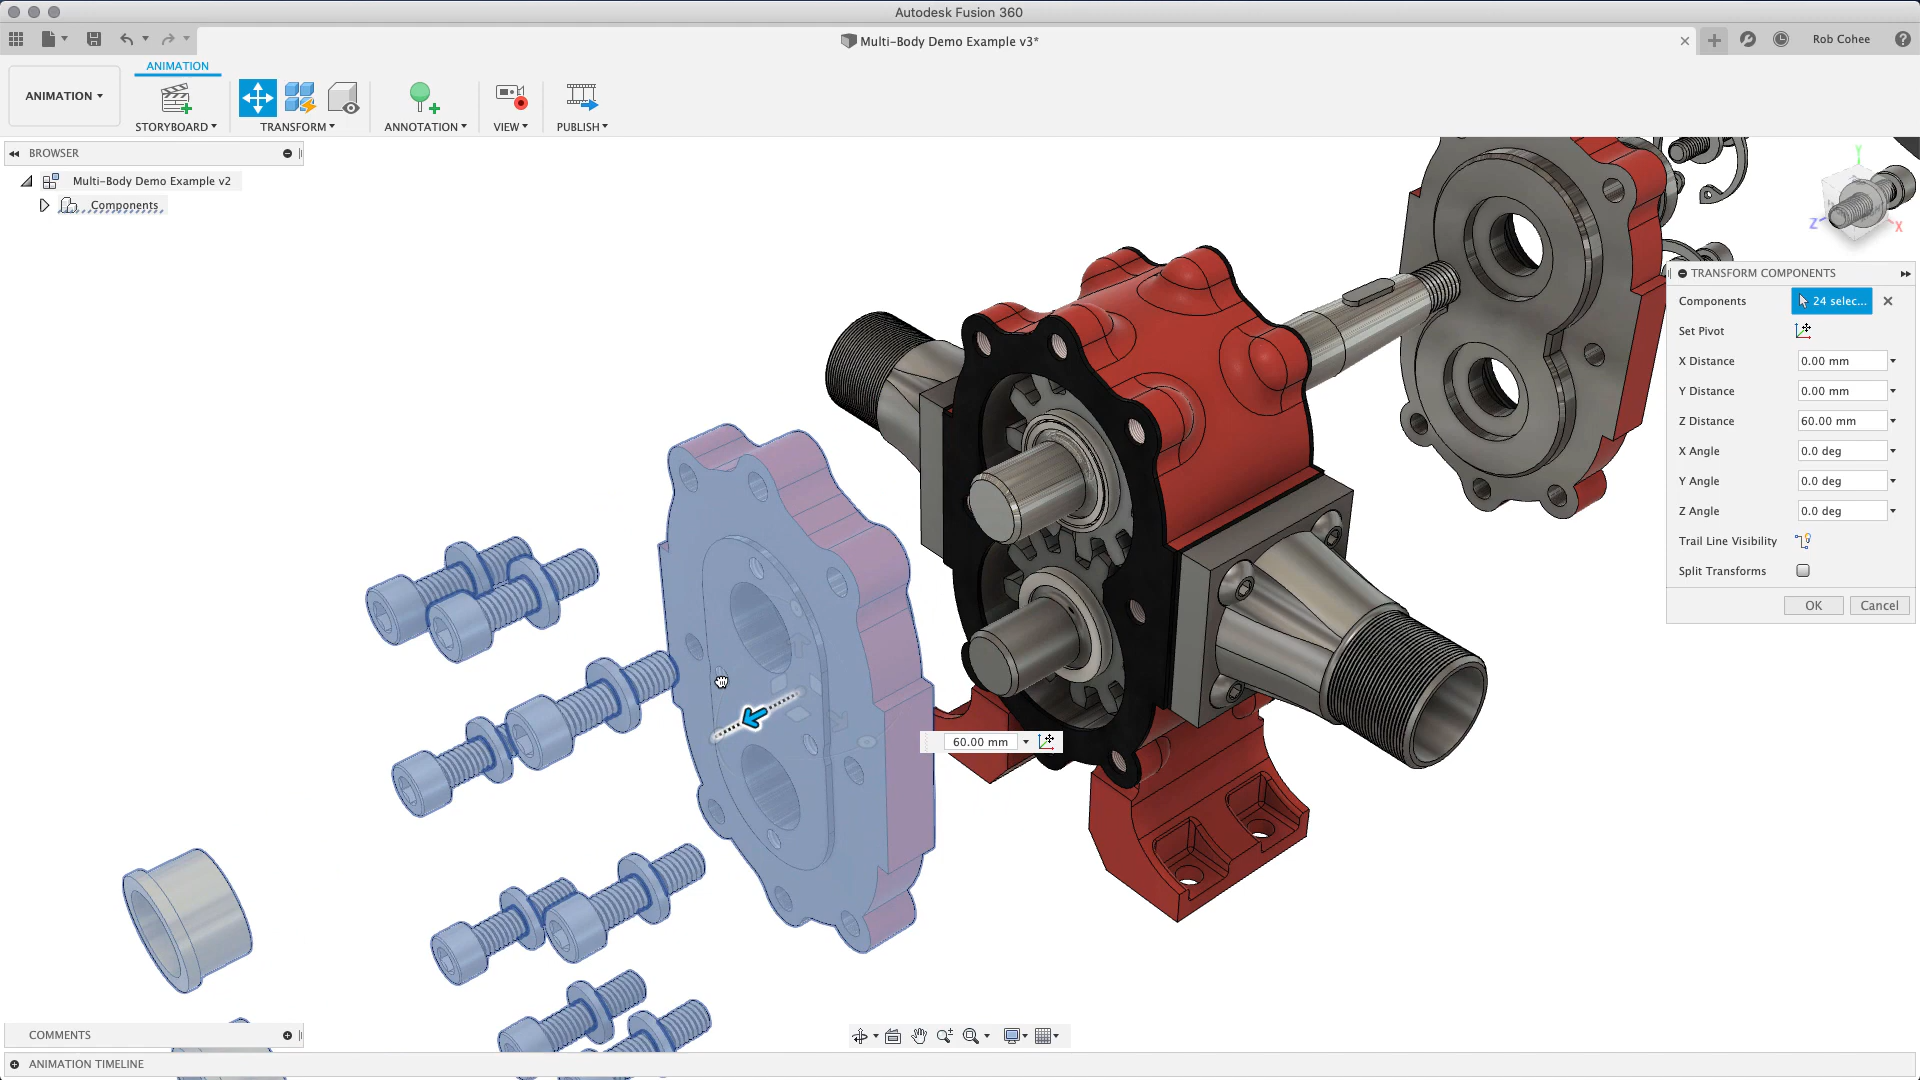 Autodesk Fusion 360
Multi-Body Demo Example v3*
Rob Cohee
ANIMATION
ANIMATION
STORYBOARD
TRANSFORM
ANNOTATION
VIEW
PUBLISH
BROWSER
Multi-Body Demo Example v2
Components
Y
Z
X
TRANSFORM COMPONENTS
Components 24 selec...
Set Pivot
X Distance 0.00 mm
Y Distance 0.00 mm
Z Distance 60.00 mm
X Angle 0.0 deg
Y Angle 0.0 deg
Z Angle 0.0 deg
Trail Line Visibility
Split Transforms
OK Cancel
60.00 mm
COMMENTS
ANIMATION TIMELINE